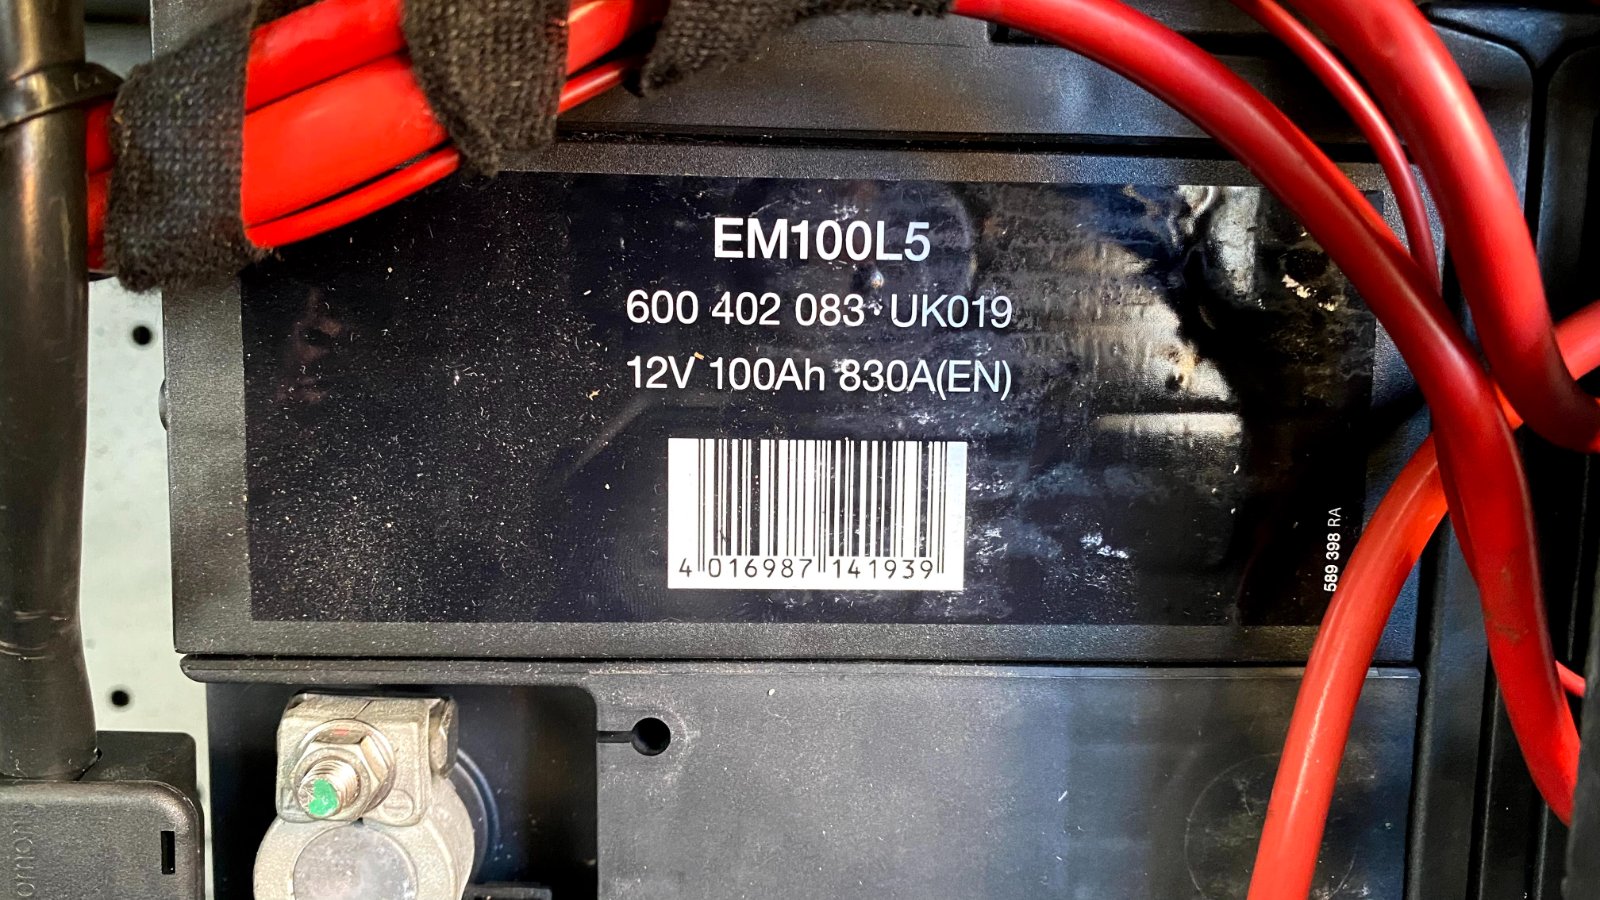 EM100L5
600 402 083 UK019
12V 100Ah 830A(EN)
4 016987 141939
589 398 RA